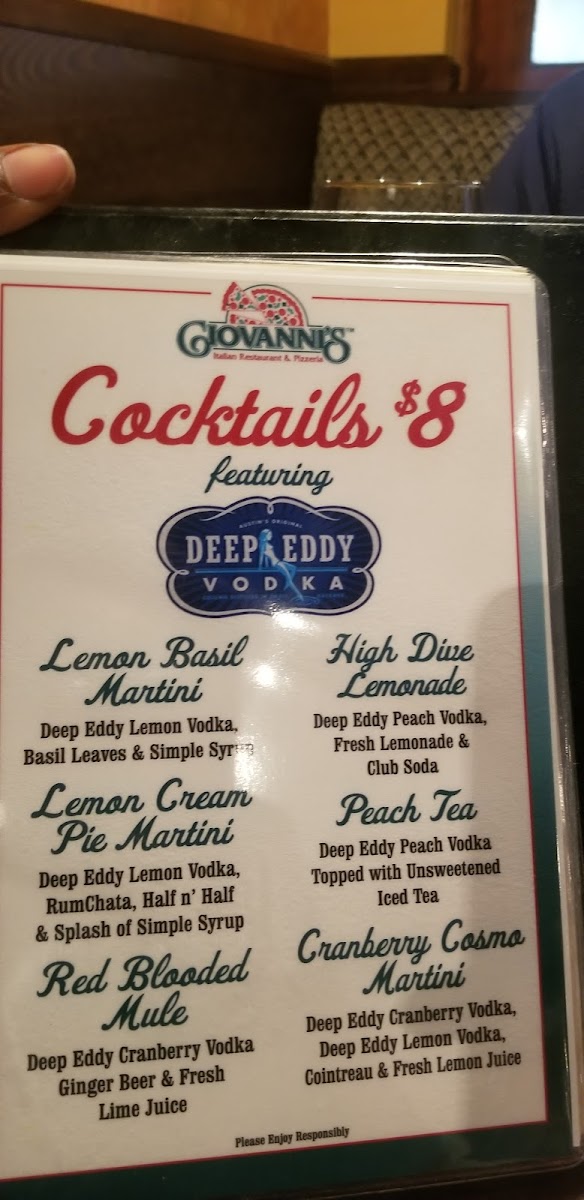 GIOVANNI'S™
Italian Restaurant & Pizzeria
Cocktails $8
featuring
AUSTIN'S ORIGINAL
DEEP EDDY
VODKA
Lemon Basil
Martini
Deep Eddy Lemon Vodka,
Basil Leaves & Simple Syrup
Lemon Cream
Pie Martini
Deep Eddy Lemon Vodka,
RumChata, Half n' Half
& Splash of Simple Syrup
Red Blooded
Mule
Deep Eddy Cranberry Vodka
Ginger Beer & Fresh
Lime Juice
High Dive
Lemonade
Deep Eddy Peach Vodka,
Fresh Lemonade &
Club Soda
Peach Tea
Deep Eddy Peach Vodka
Topped with Unsweetened
Iced Tea
Cranberry Cosmo
Martini
Deep Eddy Cranberry Vodka,
Deep Eddy Lemon Vodka,
Cointreau & Fresh Lemon Juice
Please Enjoy Responsibly